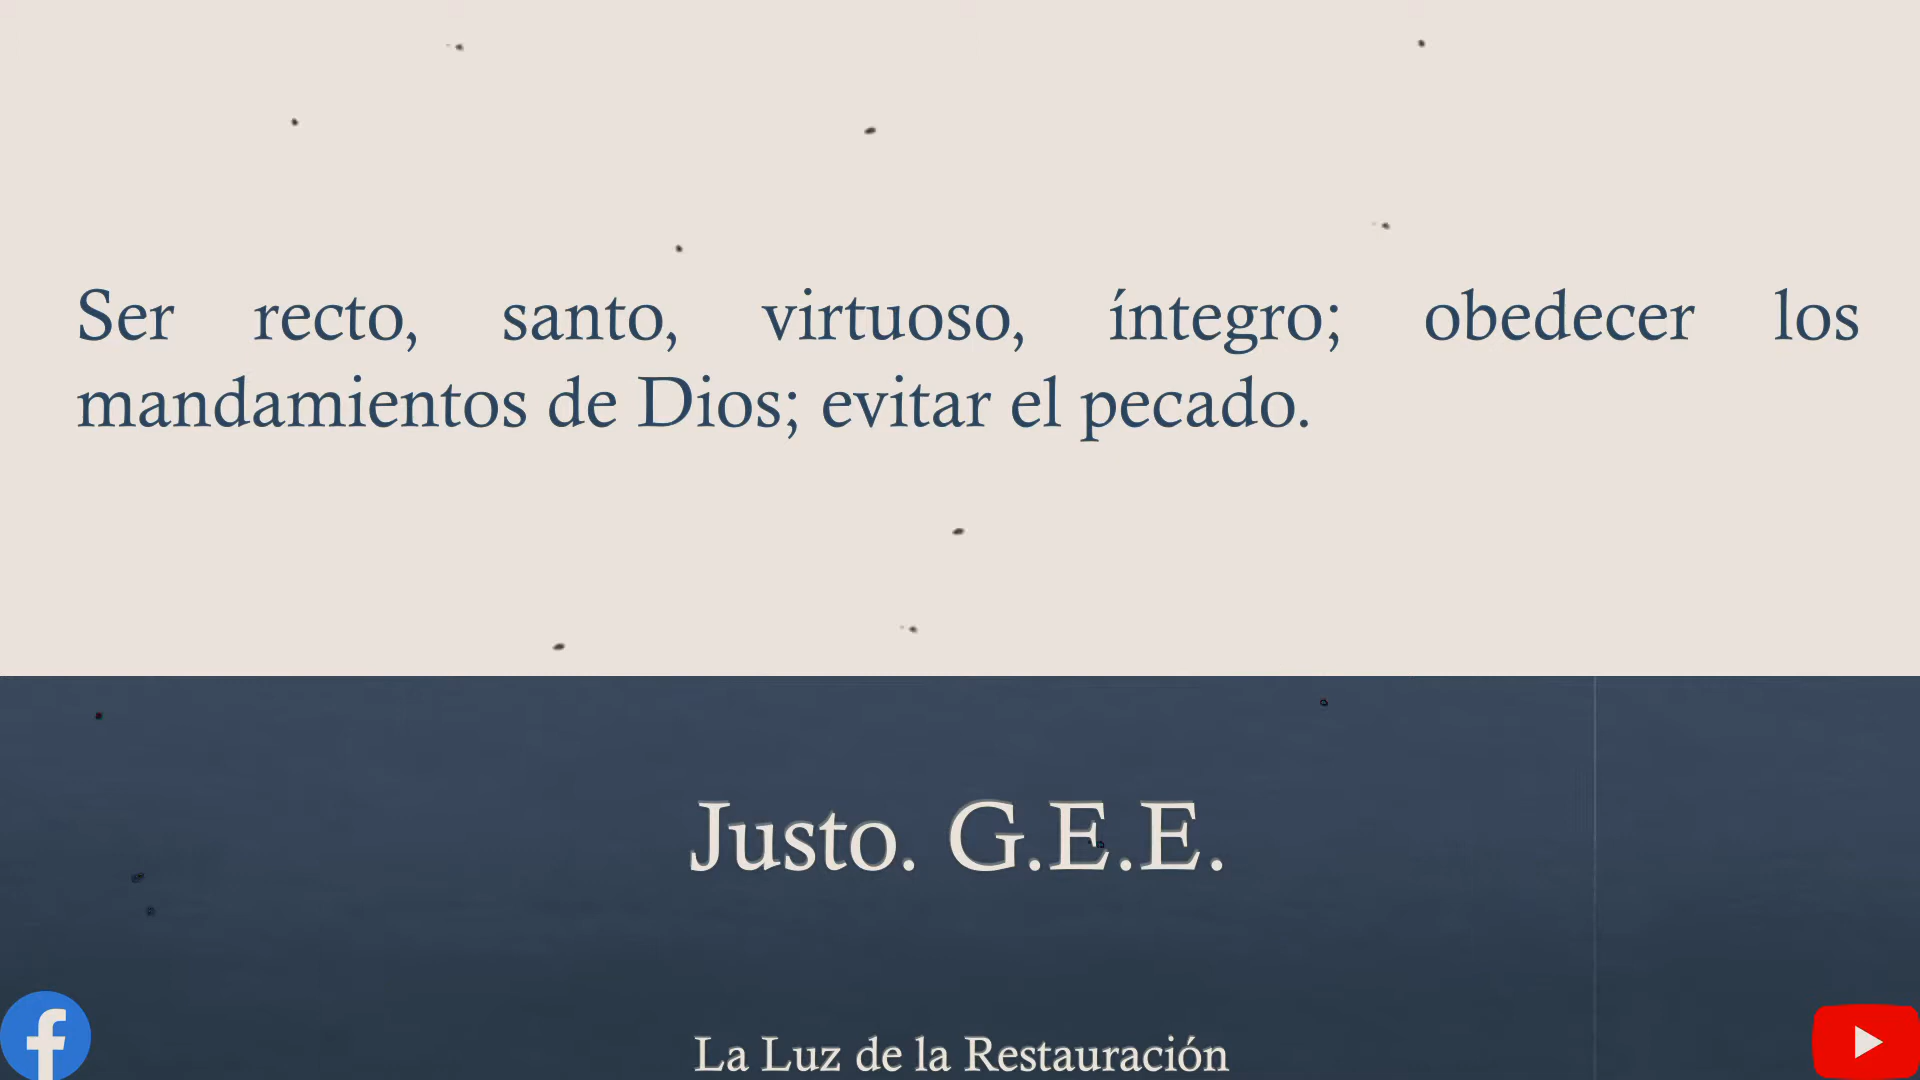 Ser recto, santo, virtuoso, íntegro; obedecer los
mandamientos de Dios; evitar el pecado.
Justo. G.E.E.
La Luz de la Restauración